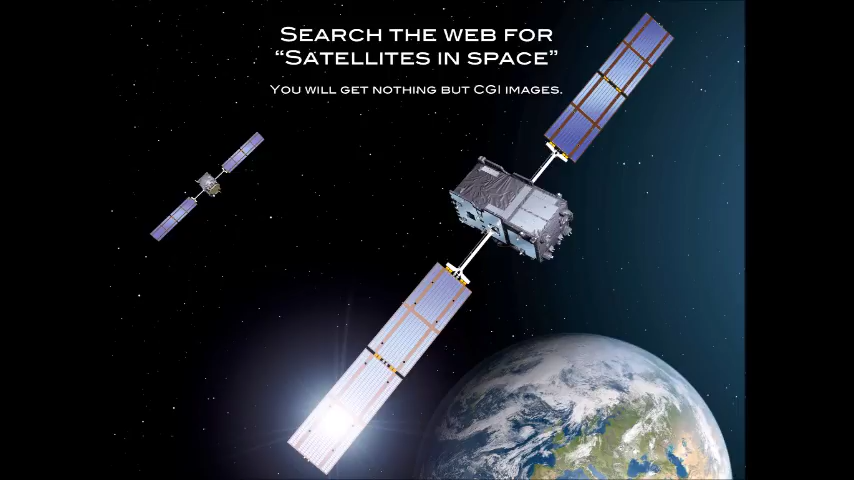 Search the web for
“Satellites in space”
You will get nothing but CGI images.